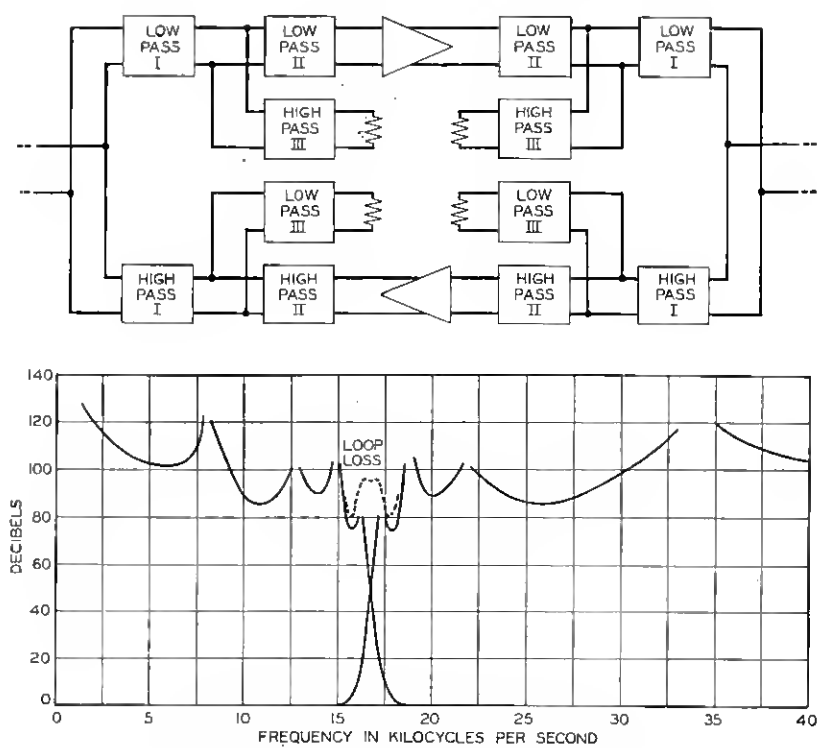 LOW
PASS
I
LOW
PASS
II
LOW
PASS
II
LOW
PASS
I
HIGH
PASS
III
HIGH
PASS
III
LOW
PASS
III
LOW
PASS
III
HIGH
PASS
I
HIGH
PASS
II
HIGH
PASS
II
HIGH
PASS
I
140
120
100
80
60
40
20
0
DECIBELS
LOOP
LOSS
0 5 10 15 20 25 30 35 40
FREQUENCY IN KILOCYCLES PER SECOND